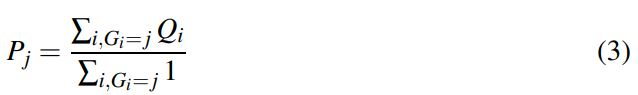 P_j = \frac{\sum_{i,G_i=j} Q_i}{\sum_{i,G_i=j} 1} (3)